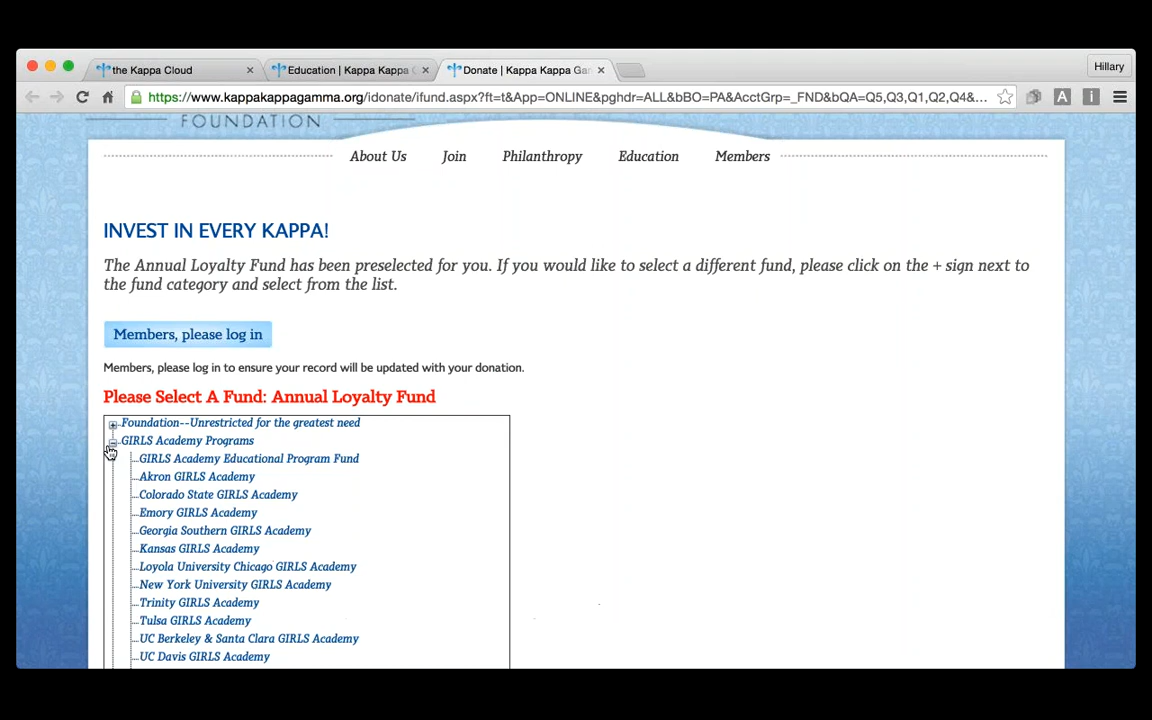 the Kappa Cloud
Education | Kappa Kappa G
Donate | Kappa Kappa Ga
Hillary
https://www.kappakappagamma.org/idonate/ifund.aspx?ft=t&App=ONLINE&pghdr=ALL&bBO=PA&AcctGrp=_FND&bQA=Q5,Q3,Q1,Q2,Q4&...
FOUNDATION
About Us Join Philanthropy Education Members
INVEST IN EVERY KAPPA!
The Annual Loyalty Fund has been preselected for you. If you would like to select a different fund, please click on the + sign next to
the fund category and select from the list.
Members, please log in
Members, please log in to ensure your record will be updated with your donation.
Please Select A Fund: Annual Loyalty Fund
Foundation--Unrestricted for the greatest need
GIRLS Academy Programs
GIRLS Academy Educational Program Fund
Akron GIRLS Academy
Colorado State GIRLS Academy
Emory GIRLS Academy
Georgia Southern GIRLS Academy
Kansas GIRLS Academy
Loyola University Chicago GIRLS Academy
New York University GIRLS Academy
Trinity GIRLS Academy
Tulsa GIRLS Academy
UC Berkeley & Santa Clara GIRLS Academy
UC Davis GIRLS Academy